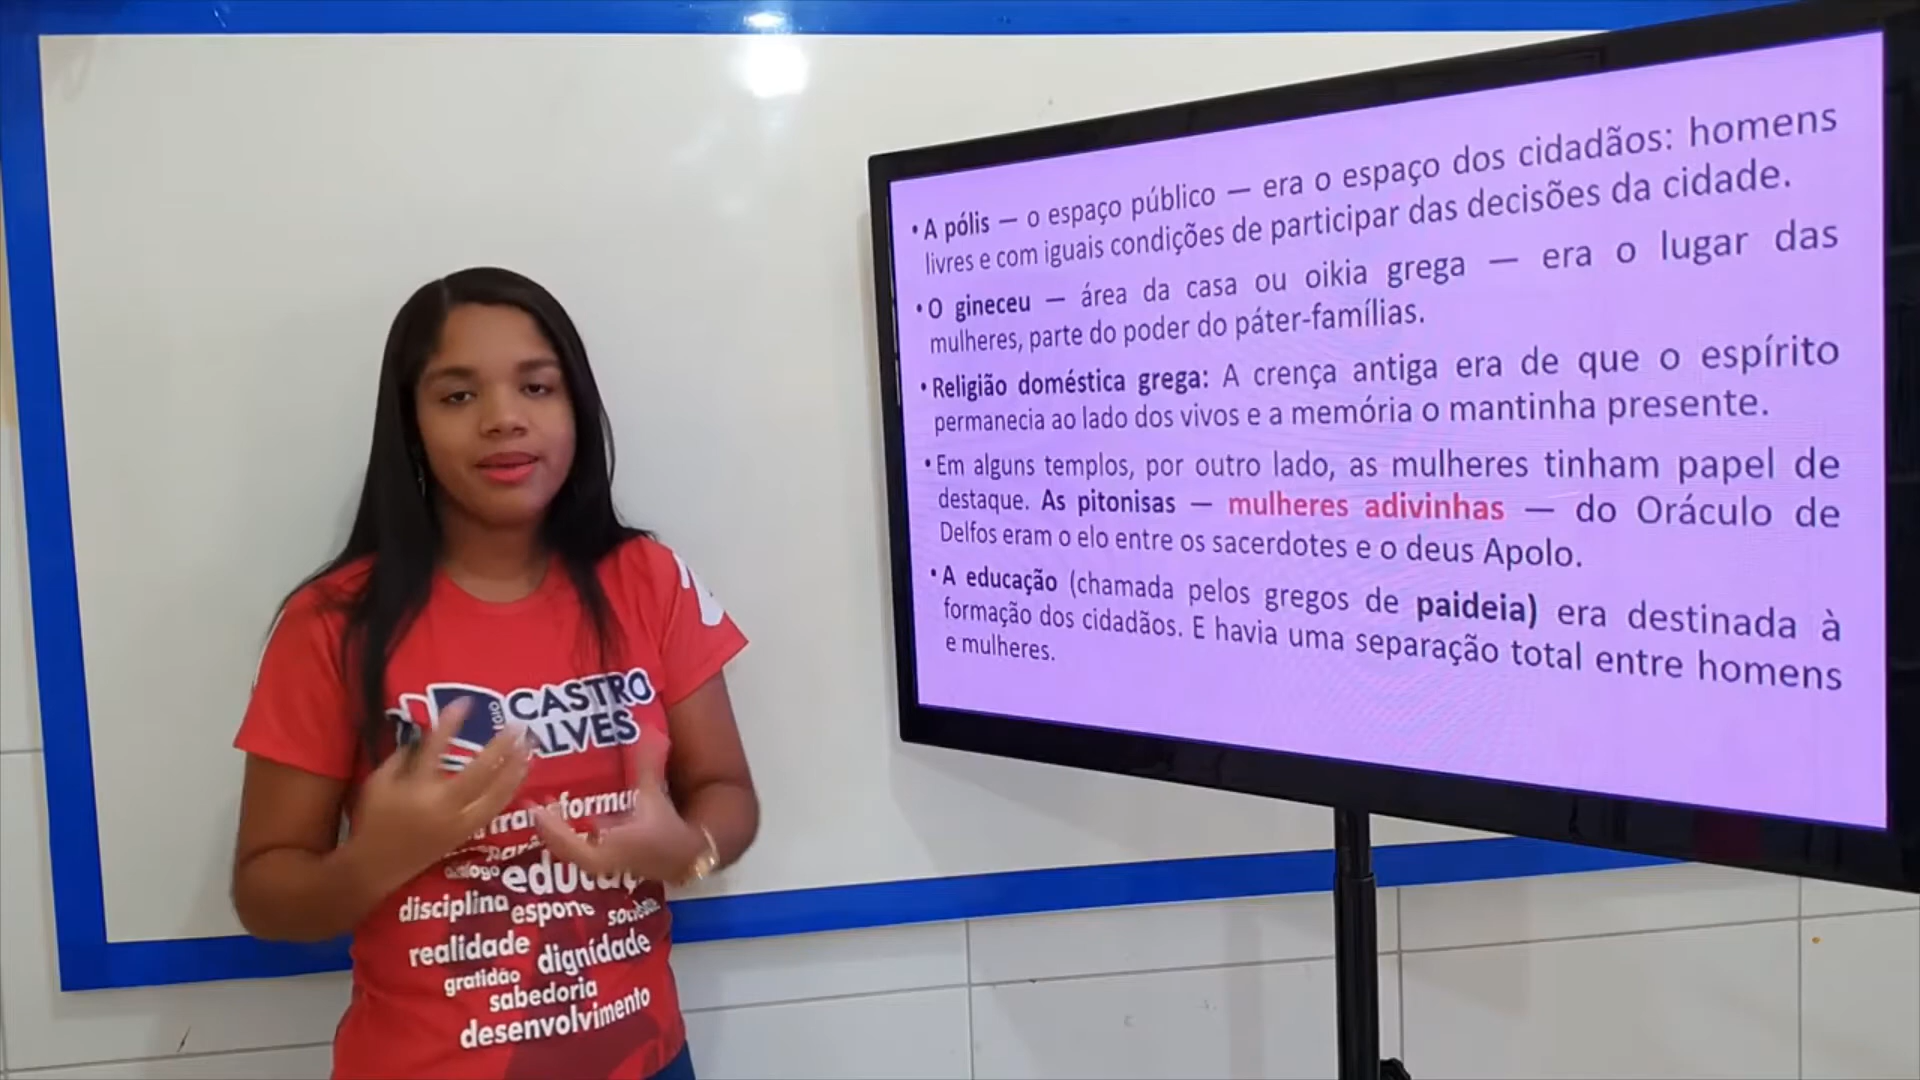 • A pólis — o espaço público — era o espaço dos cidadãos: homens
livres e com iguais condições de participar das decisões da cidade.
• O gineceu — área da casa ou oikia grega — era o lugar das
mulheres, parte do poder do páter-famílias.
• Religião doméstica grega: A crença antiga era de que o espírito
permanecia ao lado dos vivos e a memória o mantinha presente.
• Em alguns templos, por outro lado, as mulheres tinham papel de
destaque. As pitonisas — mulheres adivinhas — do Oráculo de
Delfos eram o elo entre os sacerdotes e o deus Apolo.
• A educação (chamada pelos gregos de paideia) era destinada à
formação dos cidadãos. E havia uma separação total entre homens
e mulheres.
CASTRO
ALVES
disciplina
realidade dignidade
gratidão
sabedoria
desenvolvimento